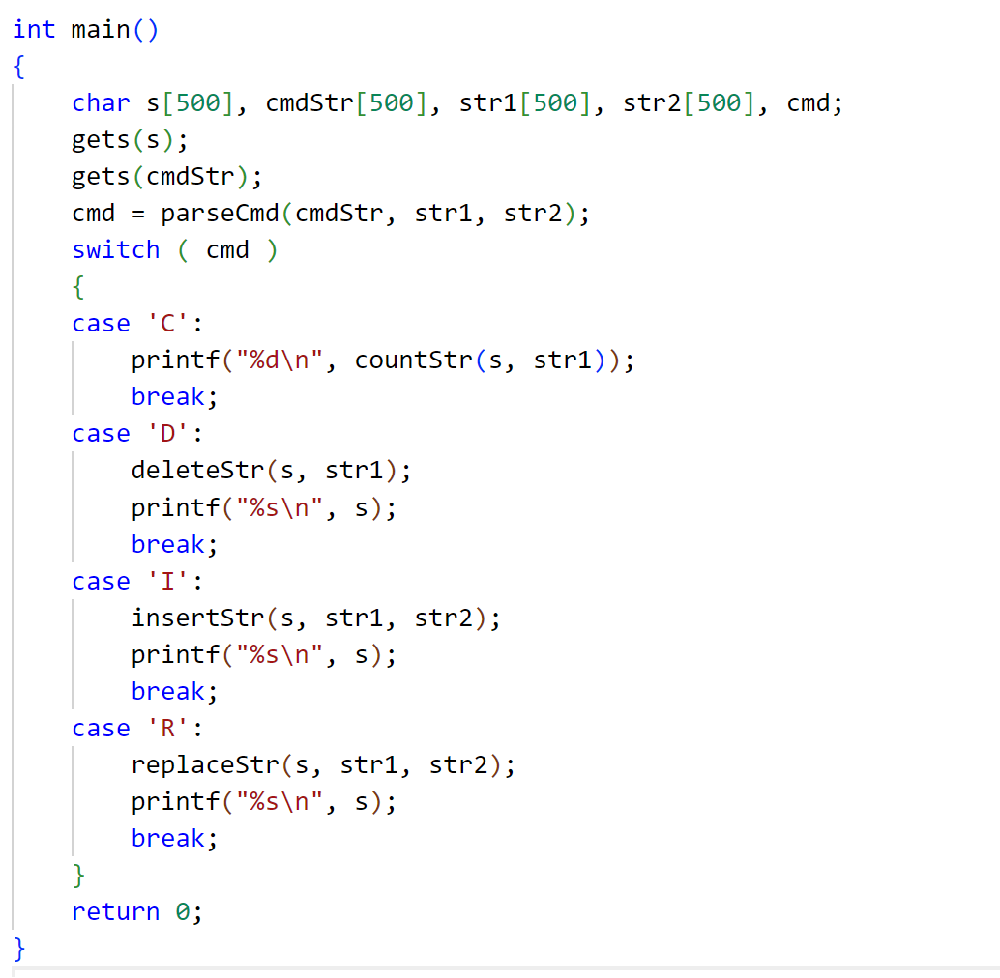 int main()
{
    char s[500], cmdStr[500], str1[500], str2[500], cmd;
    gets(s);
    gets(cmdStr);
    cmd = parseCmd(cmdStr, str1, str2);
    switch ( cmd )
    {
    case 'C':
        printf("%d\n", countStr(s, str1));
        break;
    case 'D':
        deleteStr(s, str1);
        printf("%s\n", s);
        break;
    case 'I':
        insertStr(s, str1, str2);
        printf("%s\n", s);
        break;
    case 'R':
        replaceStr(s, str1, str2);
        printf("%s\n", s);
        break;
    }
    return 0;
}